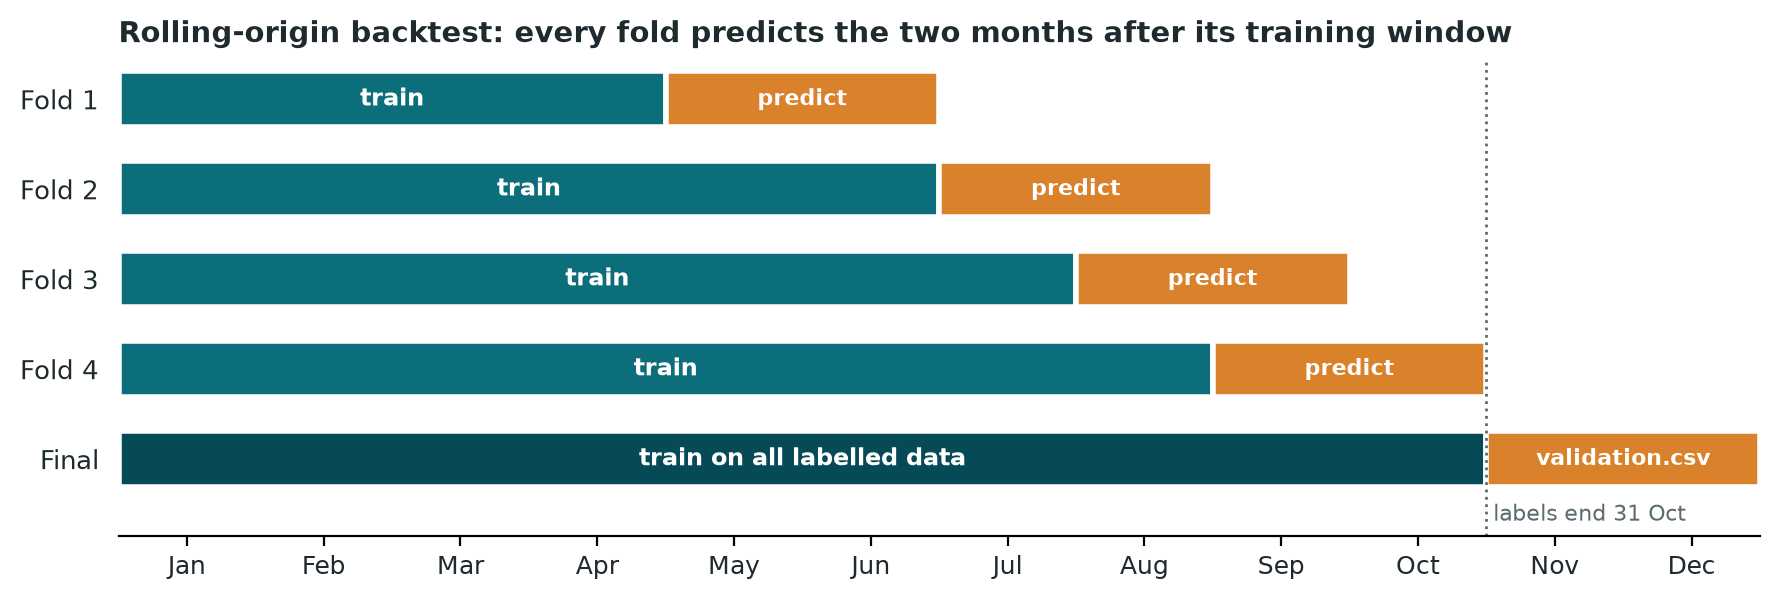 Rolling-origin backtest: every fold predicts the two months after its training window
Fold 1
train
predict
Fold 2
train
predict
Fold 3
train
predict
Fold 4
train
predict
Final
train on all labelled data
validation.csv
labels end 31 Oct
Jan Feb Mar Apr May Jun Jul Aug Sep Oct Nov Dec